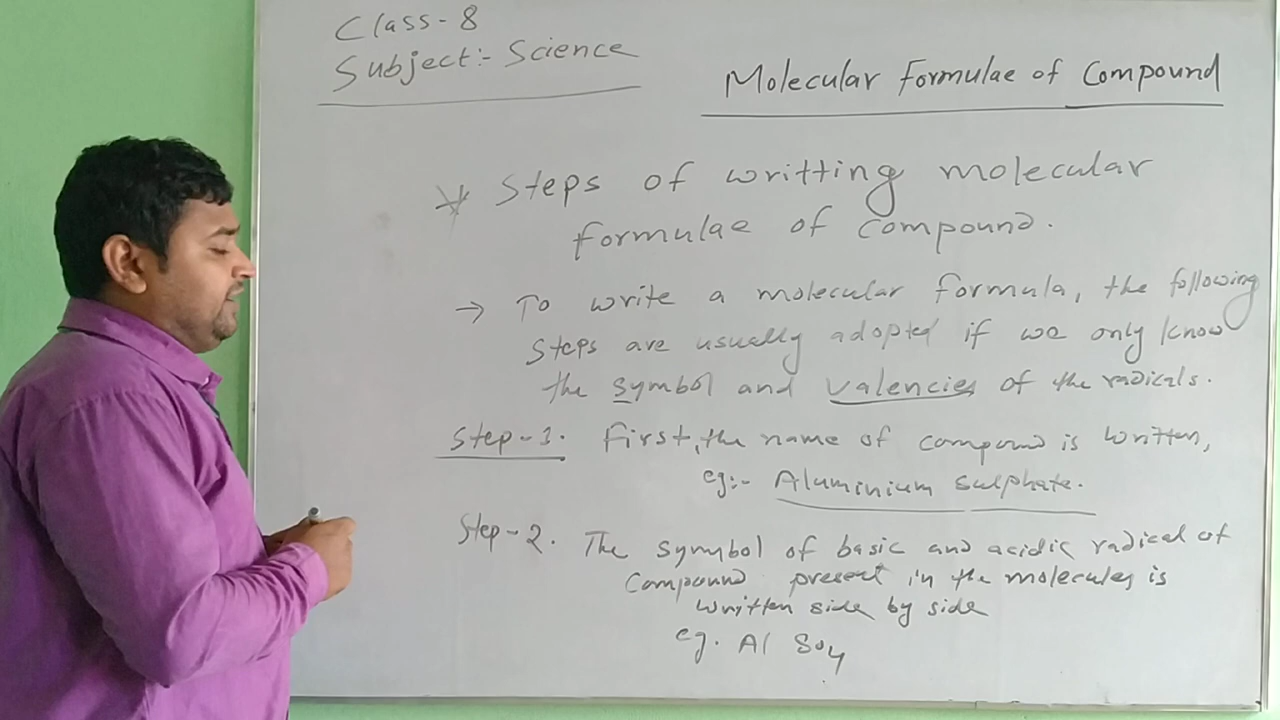 Class-8
Subject:- Science
Molecular Formulae of Compound
* Steps of writting molecular
formulae of compound.
→ To write a molecular formula, the following
steps are usually adopted if we only know
the symbol and valencies of the radicals.
Step-1. First, the name of compound is written,
eg:- Aluminium sulphate.
Step-2. The symbol of basic and acidic radical of
compound present in the molecules is
written side by side
eg. Al SO4